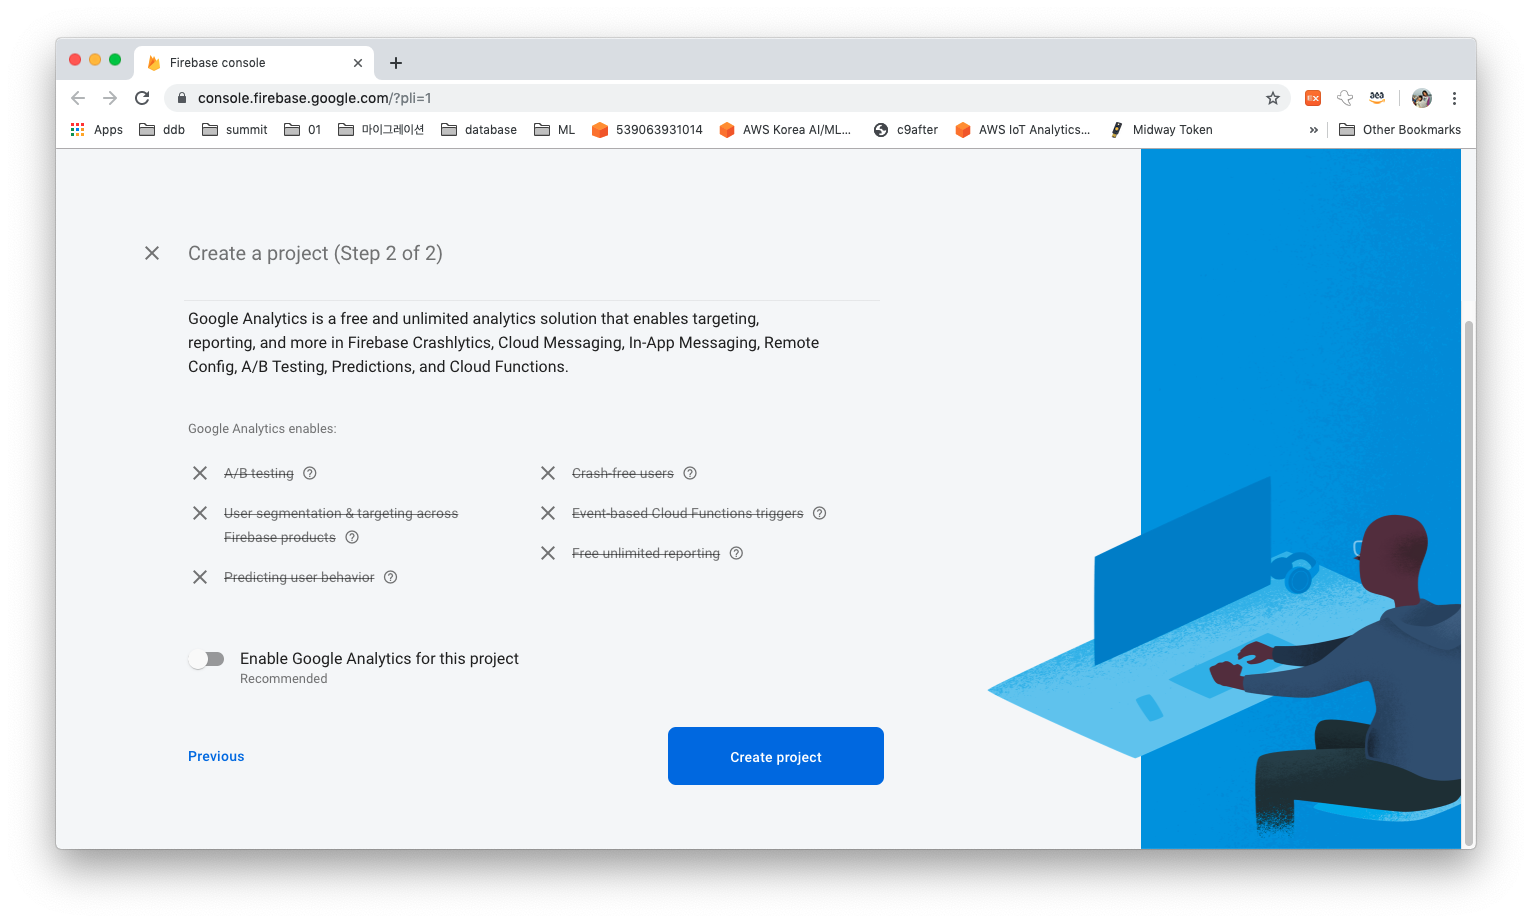 Firebase console
console.firebase.google.com/?pli=1
Apps ddb summit 01 마이그레이션 database ML 539063931014 AWS Korea AI/ML... c9after AWS IoT Analytics... Midway Token » Other Bookmarks
Create a project (Step 2 of 2)
Google Analytics is a free and unlimited analytics solution that enables targeting,
reporting, and more in Firebase Crashlytics, Cloud Messaging, In-App Messaging, Remote
Config, A/B Testing, Predictions, and Cloud Functions.
Google Analytics enables:
A/B testing
User segmentation & targeting across
Firebase products
Predicting user behavior
Crash-free users
Event-based Cloud Functions triggers
Free unlimited reporting
Enable Google Analytics for this project
Recommended
Previous
Create project